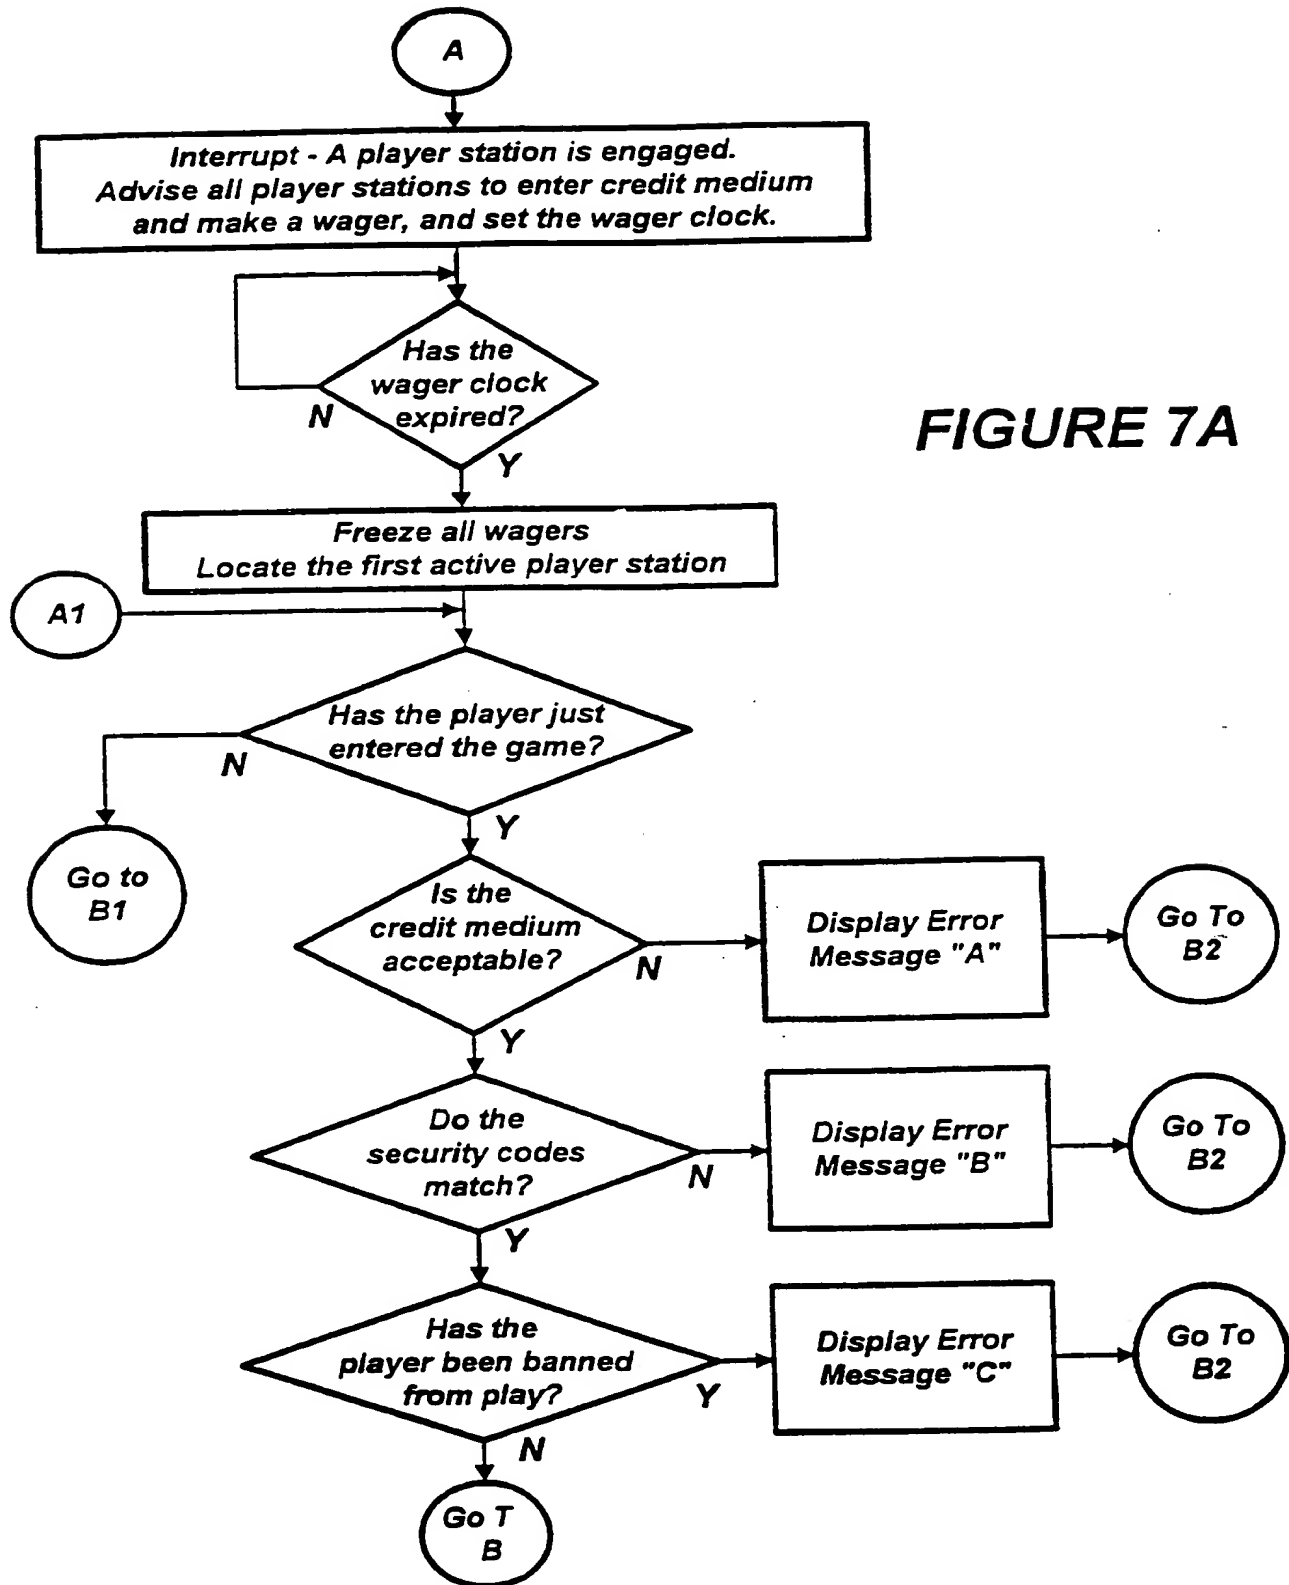 A
Interrupt - A player station is engaged.
Advise all player stations to enter credit medium
and make a wager, and set the wager clock.
Has the
wager clock
expired?
N
Y
FIGURE 7A
Freeze all wagers
Locate the first active player station
A1
Has the player just
entered the game?
N
Y
Go to
B1
Is the
credit medium
acceptable?
N
Y
Display Error
Message "A"
Go To
B2
Do the
security codes
match?
N
Y
Display Error
Message "B"
Go To
B2
Has the
player been banned
from play?
Y
N
Display Error
Message "C"
Go To
B2
Go T
B